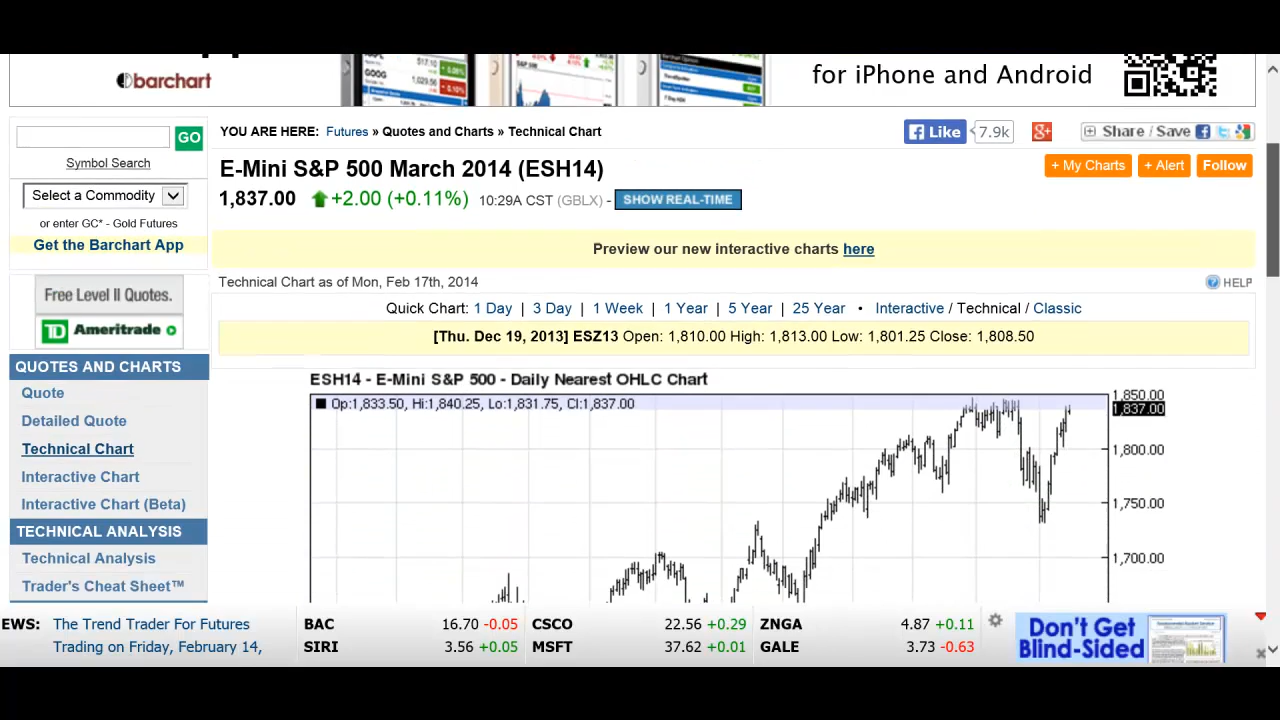 barchart
GOOG
for iPhone and Android
GO
Symbol Search
Select a Commodity
or enter GC* - Gold Futures
Get the Barchart App
YOU ARE HERE: Futures » Quotes and Charts » Technical Chart
Like 7.9k
Share / Save
E-Mini S&P 500 March 2014 (ESH14)
+ My Charts + Alert Follow
1,837.00 +2.00 (+0.11%) 10:29A CST (GBLX) - SHOW REAL-TIME
Preview our new interactive charts here
Technical Chart as of Mon, Feb 17th, 2014
HELP
Quick Chart: 1 Day | 3 Day | 1 Week | 1 Year | 5 Year | 25 Year • Interactive / Technical / Classic
[Thu. Dec 19, 2013] ESZ13 Open: 1,810.00 High: 1,813.00 Low: 1,801.25 Close: 1,808.50
Free Level II Quotes.
TD Ameritrade
QUOTES AND CHARTS
Quote
Detailed Quote
Technical Chart
Interactive Chart
Interactive Chart (Beta)
TECHNICAL ANALYSIS
Technical Analysis
Trader's Cheat Sheet™
ESH14 - E-Mini S&P 500 - Daily Nearest OHLC Chart
Op:1,833.50, Hi:1,840.25, Lo:1,831.75, Cl:1,837.00
1,850.00
1,837.00
1,800.00
1,750.00
1,700.00
EWS: The Trend Trader For Futures
Trading on Friday, February 14,
BAC 16.70 -0.05 CSCO 22.56 +0.29 ZNGA 4.87 +0.11
SIRI 3.56 +0.05 MSFT 37.62 +0.01 GALE 3.73 -0.63
Don't Get
Blind-Sided